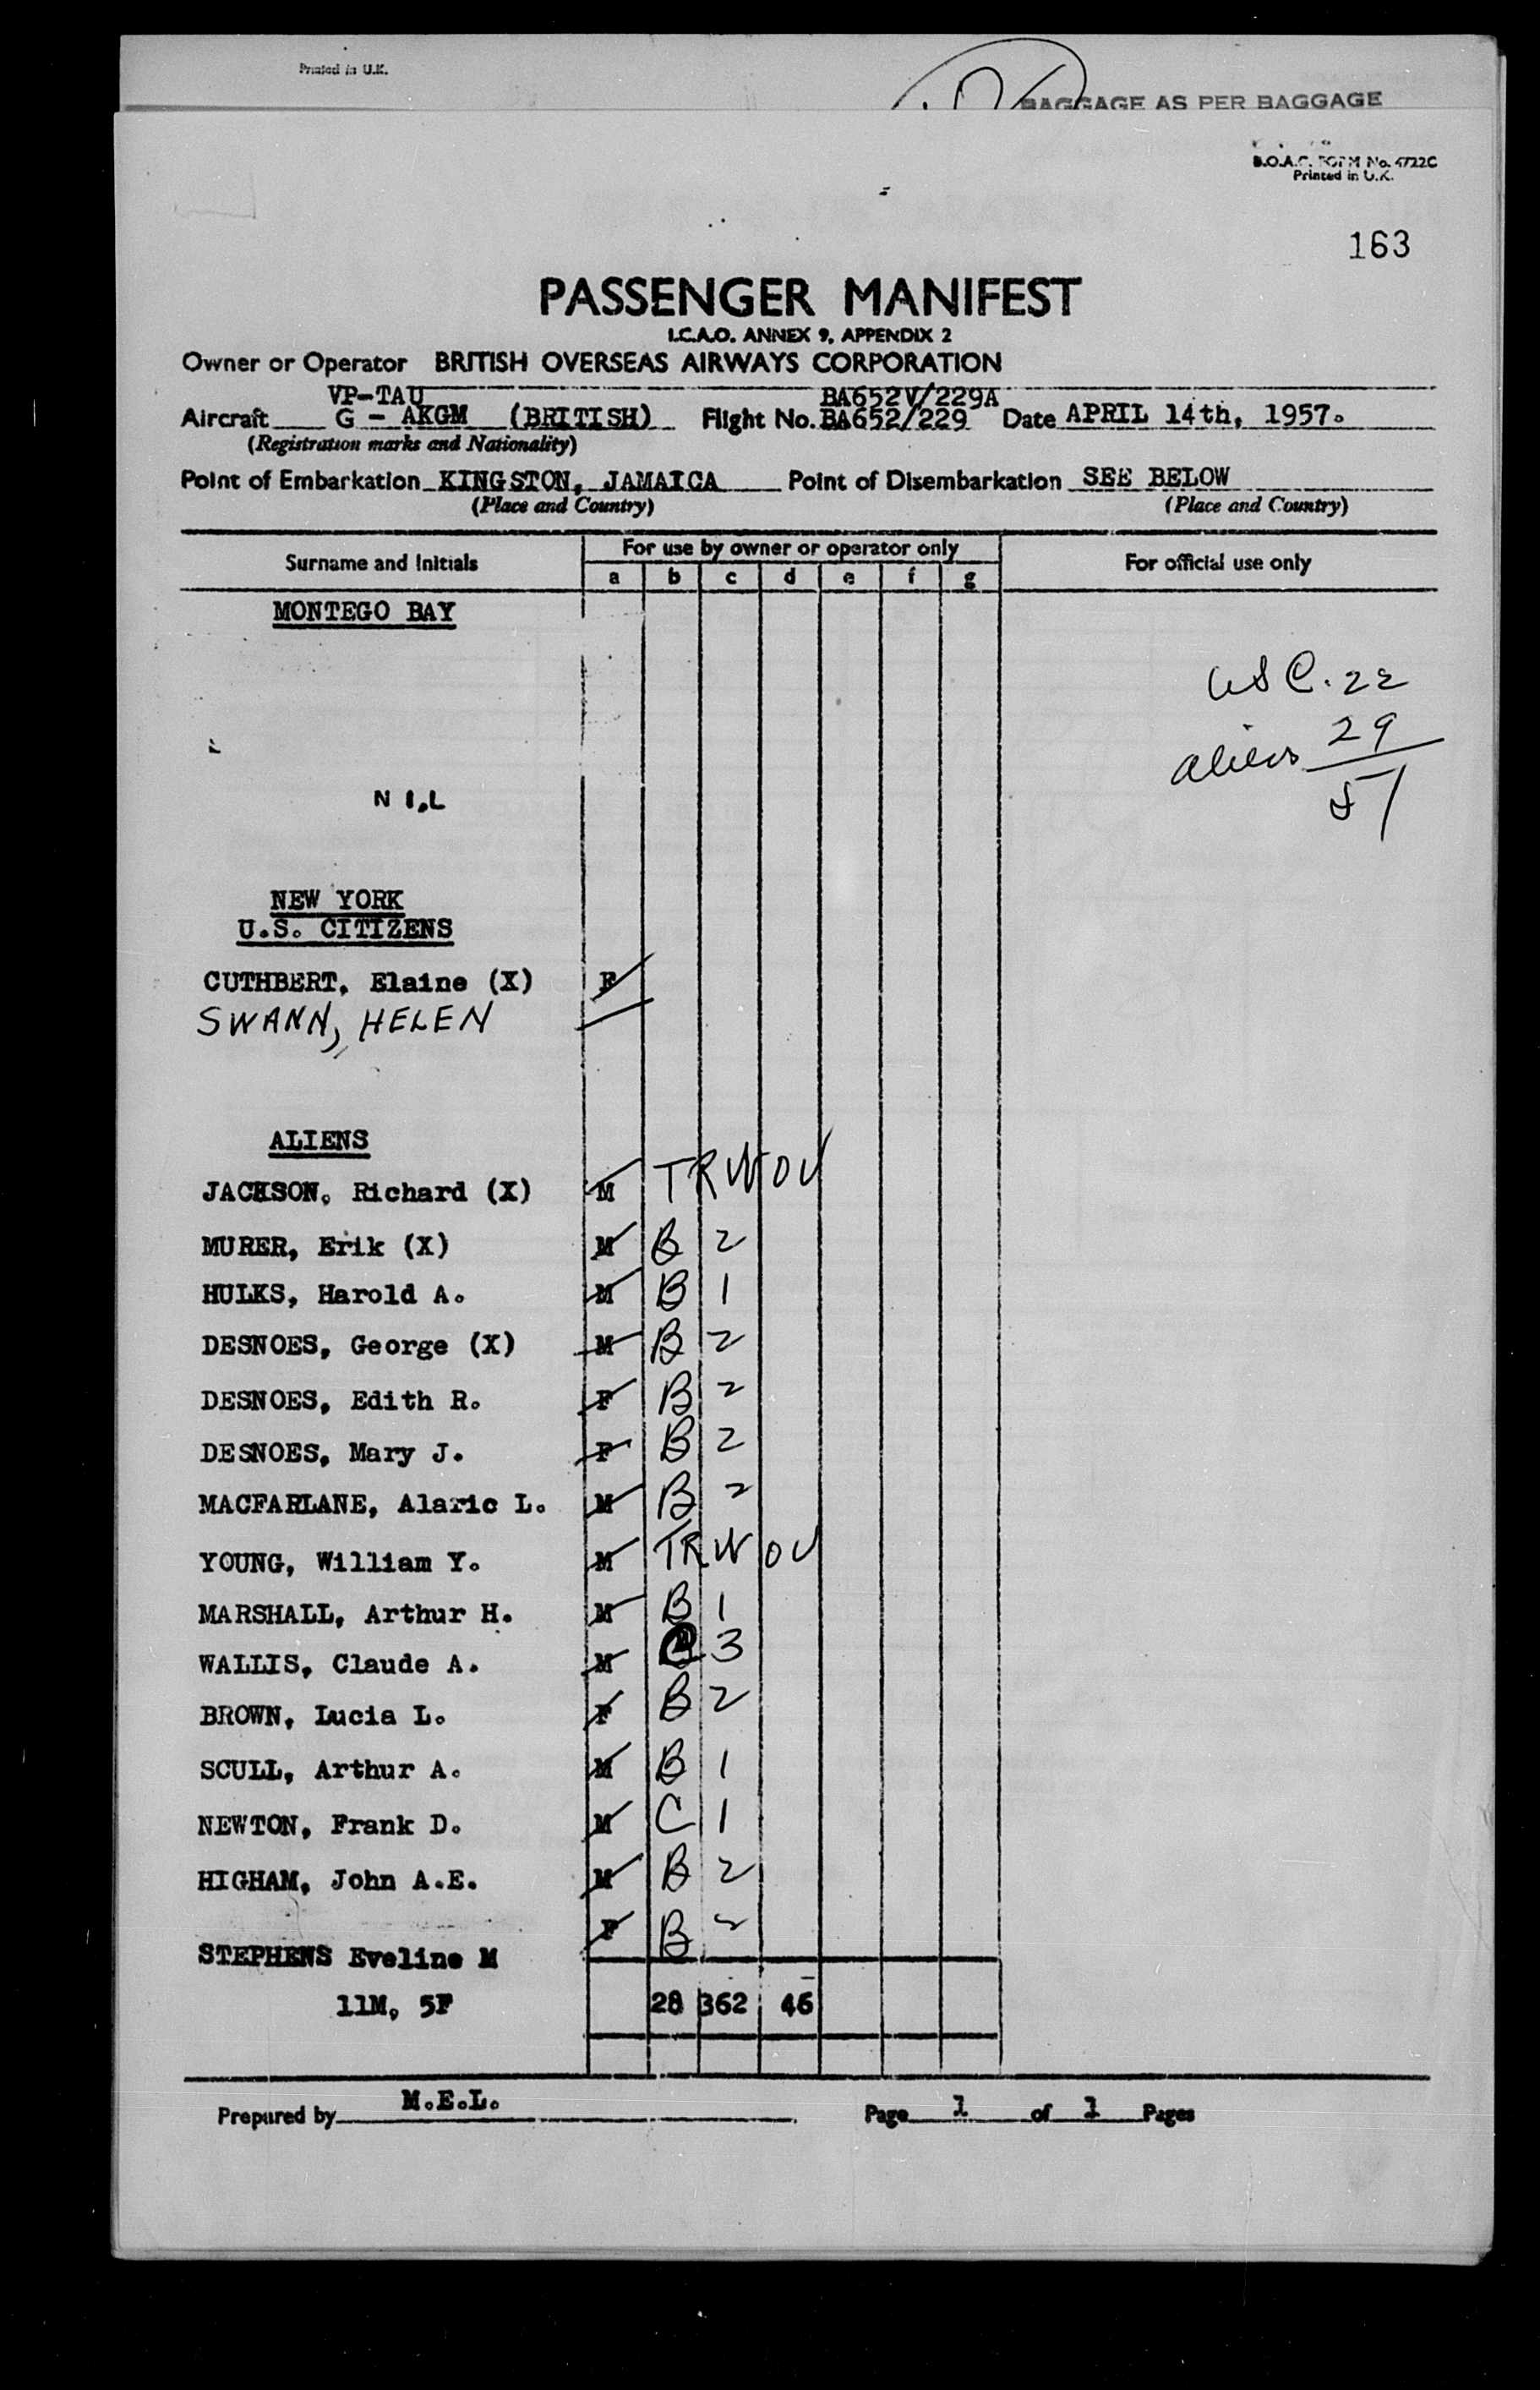 Printed in U.K.
BAGGAGE AS PER BAGGAGE
B.O.A.C. FORM No. 4722C
Printed in U.K.
163
PASSENGER MANIFEST
I.C.A.O. ANNEX 9, APPENDIX 2
Owner or Operator BRITISH OVERSEAS AIRWAYS CORPORATION
VP-TAU BA652V/229A
Aircraft G - AKGM (BRITISH) Flight No. BA652/229 Date APRIL 14th, 1957.
(Registration marks and Nationality)
Point of Embarkation KINGSTON, JAMAICA Point of Disembarkation SEE BELOW
(Place and Country) (Place and Country)
Surname and Initials For use by owner or operator only For official use only
a b c d e f g
MONTEGO BAY
USC. 22
aliens 29
51
N I,L
NEW YORK
U.S. CITIZENS
CUTHBERT, Elaine (X) F
SWANN, HELEN
ALIENS
JACKSON, Richard (X) M TRWOV
MURER, Erik (X) M B 2
HULKS, Harold A. M B 1
DESNOES, George (X) M B 2
DESNOES, Edith R. F B 2
DESNOES, Mary J. F B 2
MACFARLANE, Alaric L. M B 2
YOUNG, William Y. M TRWOV
MARSHALL, Arthur H. M B 1
WALLIS, Claude A. M 3
BROWN, Lucia L. F B 2
SCULL, Arthur A. M B 1
NEWTON, Frank D. M C 1
HIGHAM, John A.E. M B 2
STEPHENS Eveline M F B 2
11M, 5F 28 362 46
Prepared by M.E.L. Page 1 of 1 Pages